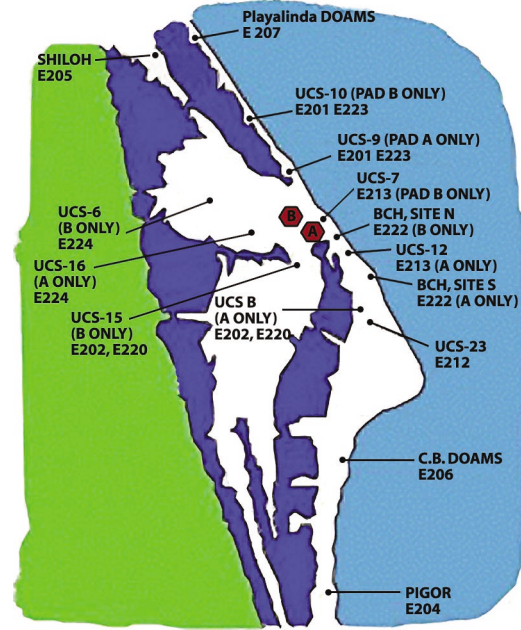 Playalinda DOAMS
E 207
SHILOH
E205
UCS-10 (PAD B ONLY)
E201 E223
UCS-9 (PAD A ONLY)
E201 E223
UCS-7
E213 (PAD B ONLY)
BCH, SITE N
E222 (B ONLY)
UCS-12
E213 (A ONLY)
BCH, SITE S
E222 (A ONLY)
B
A
UCS-6
(B ONLY)
E224
UCS-16
(A ONLY)
E224
UCS-15
(B ONLY)
E202, E220
UCS B
(A ONLY)
E202, E220
UCS-23
E212
C.B. DOAMS
E206
PIGOR
E204